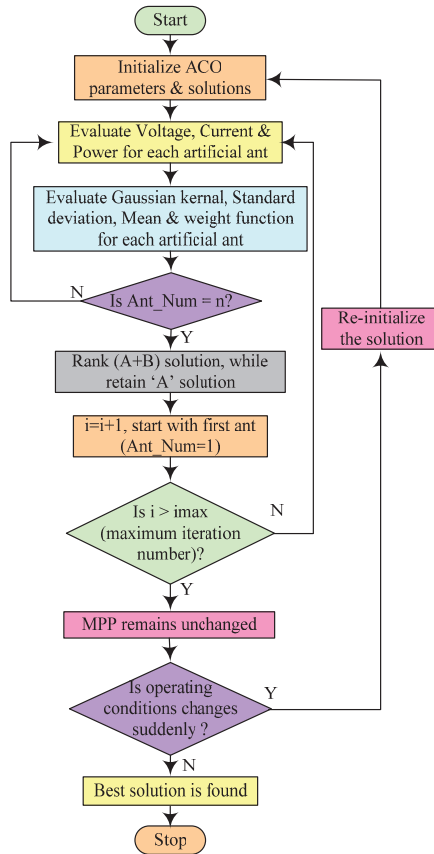 Start
Initialize ACO
parameters & solutions
Evaluate Voltage, Current &
Power for each artificial ant
Evaluate Gaussian kernal, Standard
deviation, Mean & weight function
for each artificial ant
N
Is Ant_Num = n?
Y
Re-initialize
the solution
Rank (A+B) solution, while
retain ‘A’ solution
i=i+1, start with first ant
(Ant_Num=1)
Is i > imax
(maximum iteration
number)?
N
Y
MPP remains unchanged
Is operating
conditions changes
suddenly ?
Y
N
Best solution is found
Stop